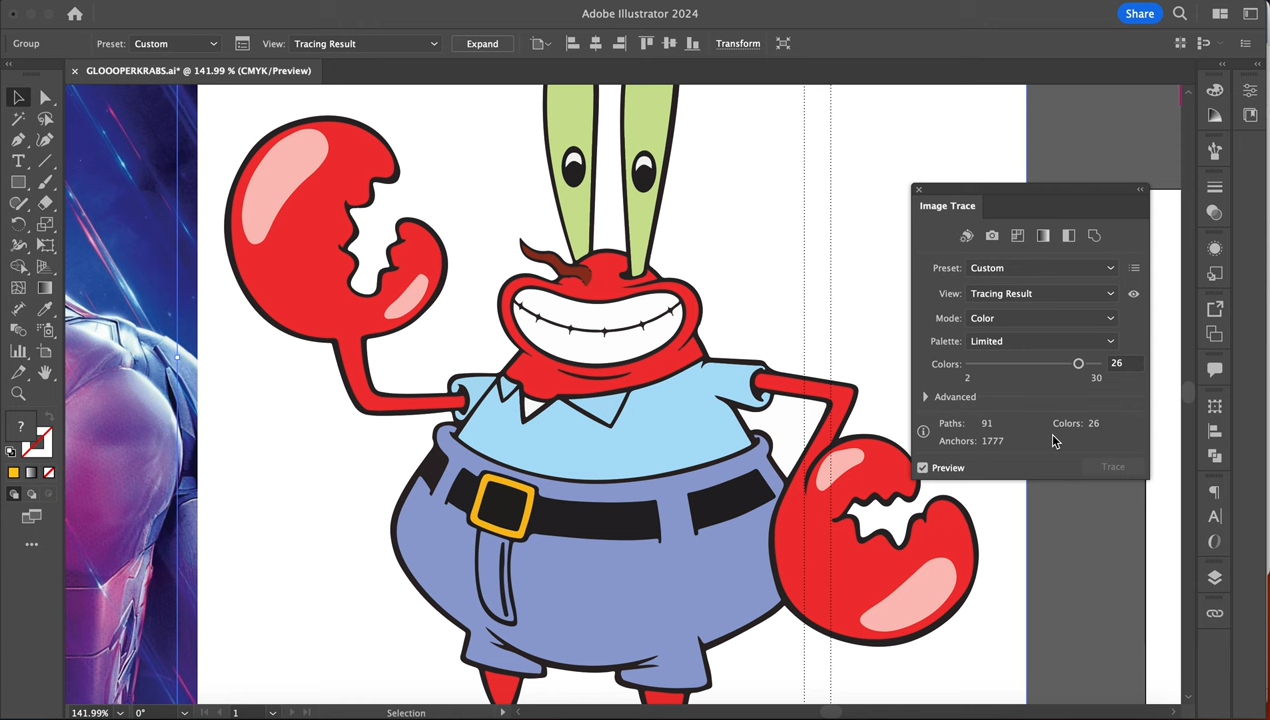 Adobe Illustrator 2024
Share
Group
Preset: Custom
View: Tracing Result
Expand
Transform
× GLOOOPERKRABS.ai* @ 141.99 % (CMYK/Preview)
Image Trace
Preset: Custom
View: Tracing Result
Mode: Color
Palette: Limited
Colors: 26
2 30
Advanced
Paths: 91 Colors: 26
Anchors: 1777
Preview Trace
?
141.99% 0° 1 Selection